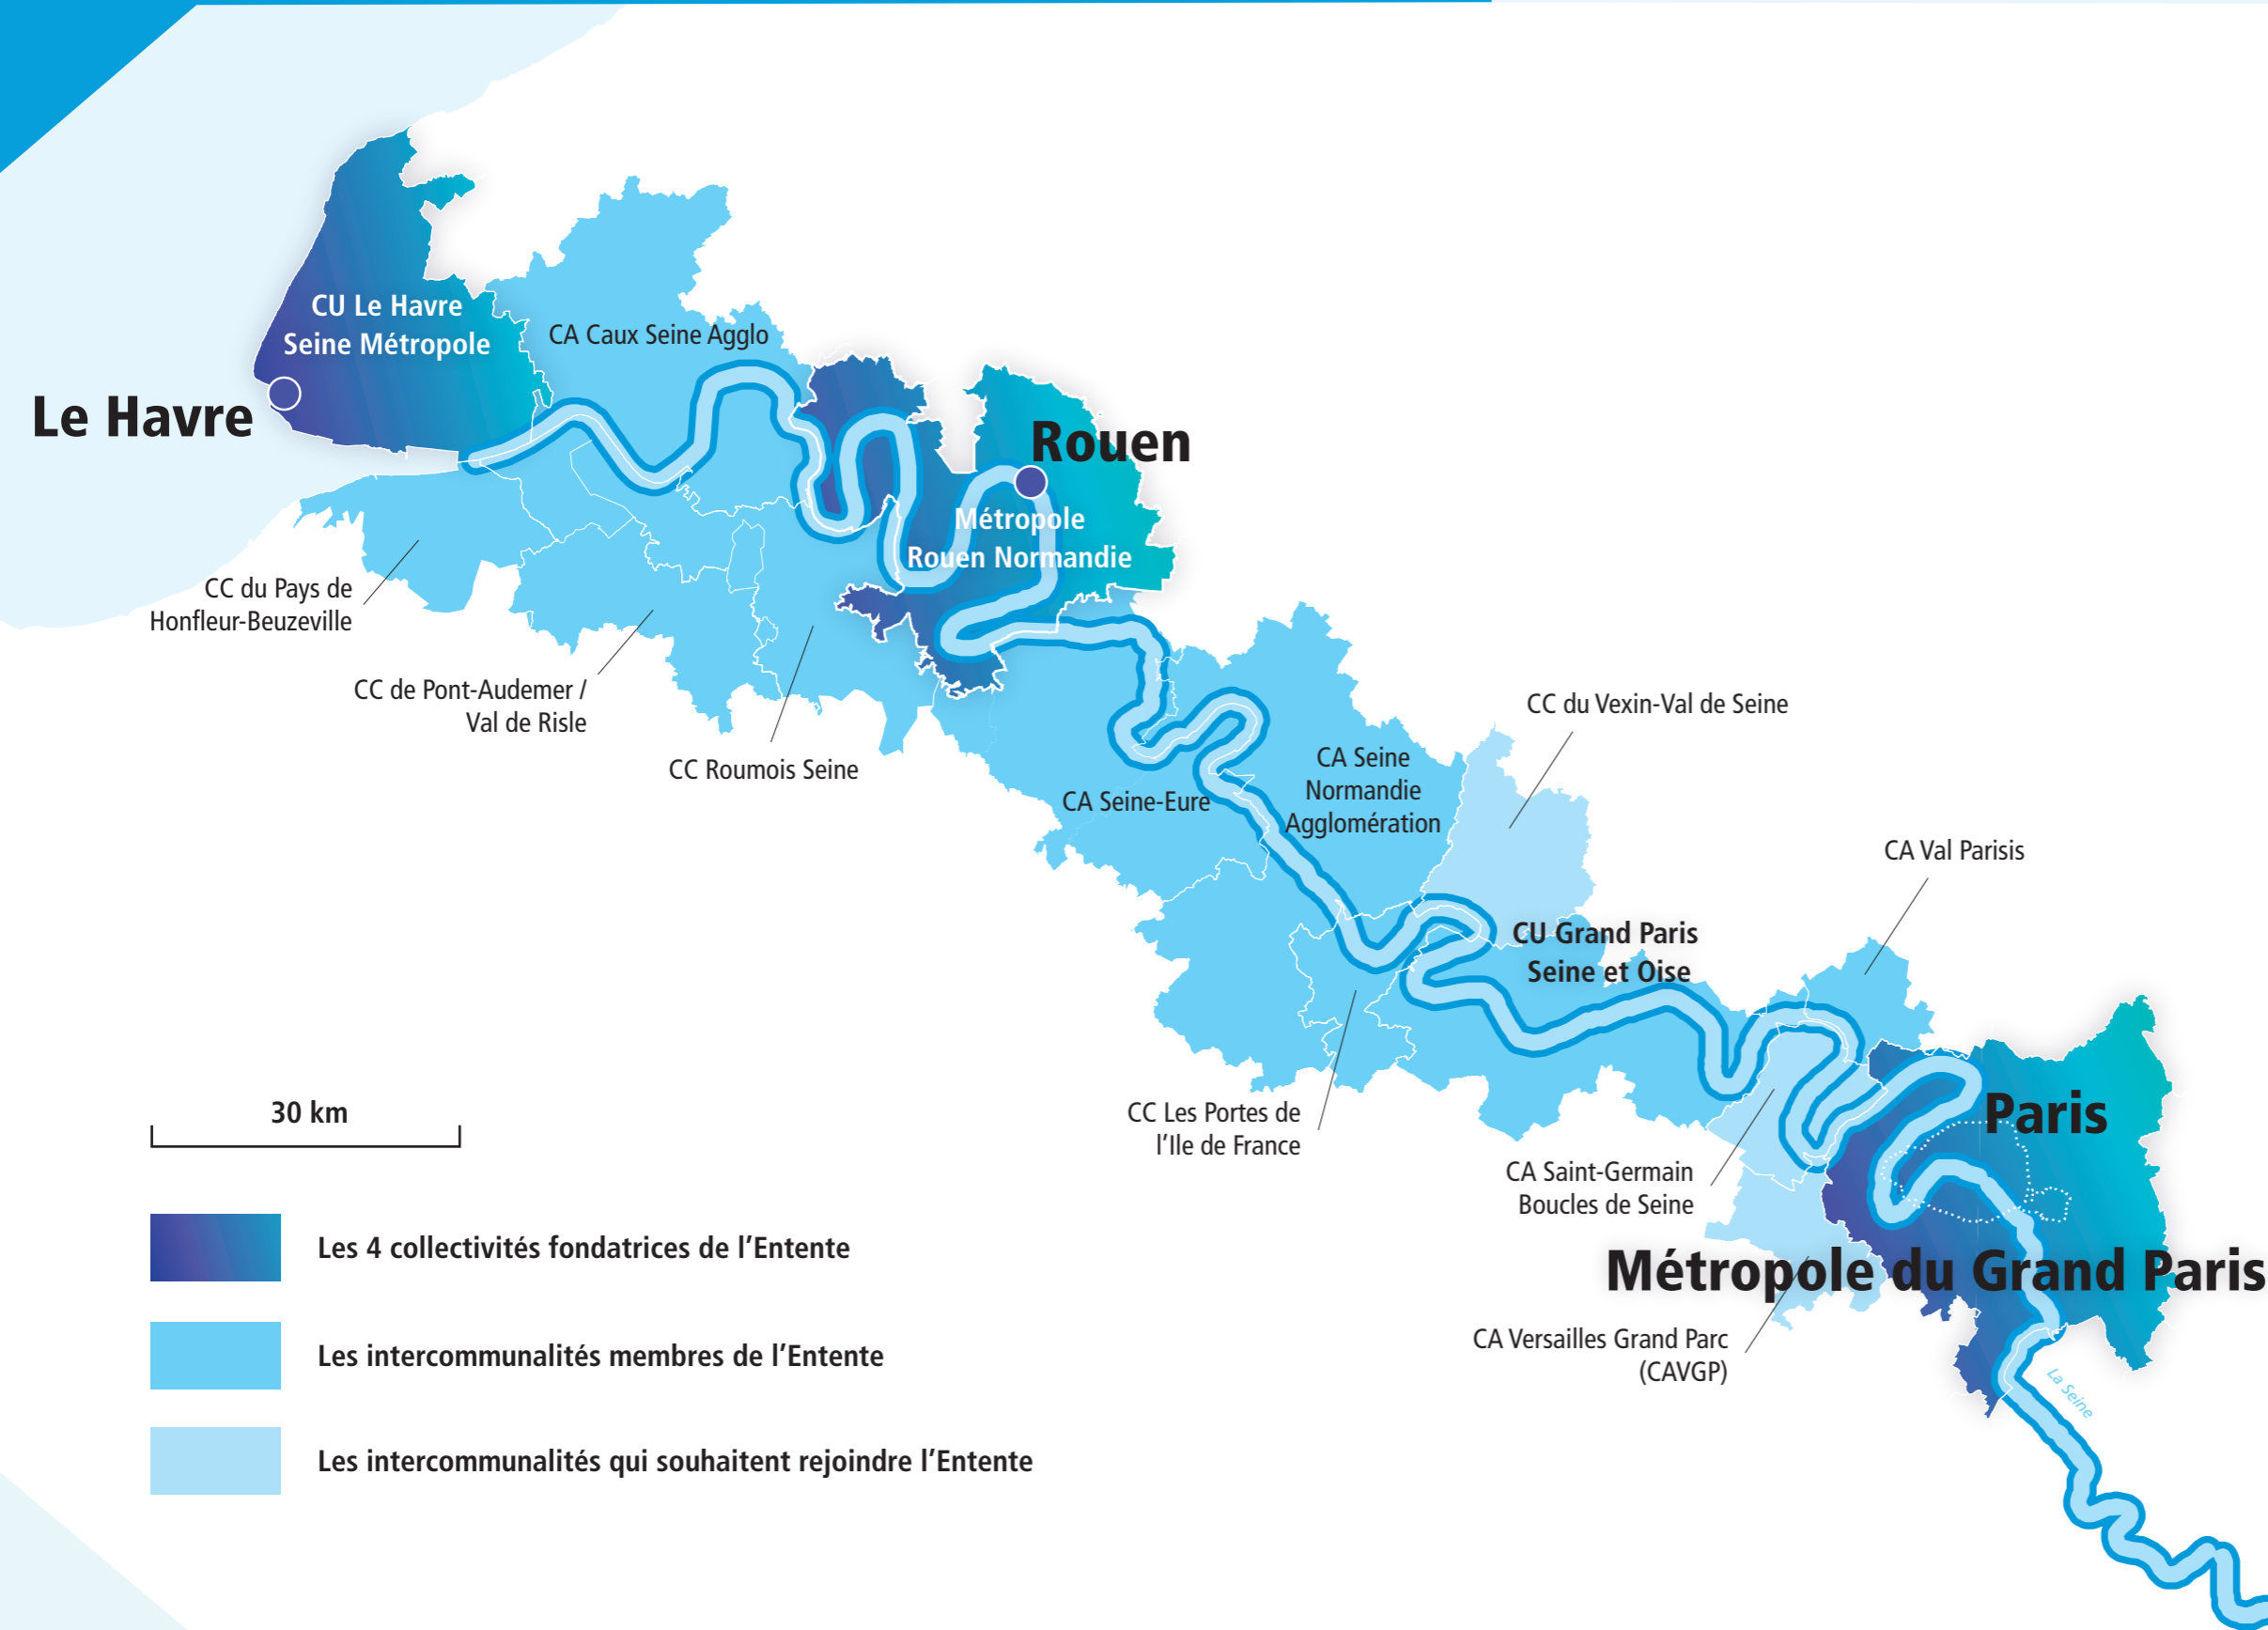 CU Le Havre
Seine Métropole
CA Caux Seine Agglo
Le Havre
Rouen
Métropole
Rouen Normandie
CC du Pays de
Honfleur-Beuzeville
CC de Pont-Audemer /
Val de Risle
CC Roumois Seine
CC du Vexin-Val de Seine
CA Seine
Normandie
Agglomération
CA Seine-Eure
CA Val Parisis
CU Grand Paris
Seine et Oise
CC Les Portes de
l'Ile de France
Paris
CA Saint-Germain
Boucles de Seine
Métropole du Grand Paris
CA Versailles Grand Parc
(CAVGP)
La Seine
30 km
Les 4 collectivités fondatrices de l'Entente
Les intercommunalités membres de l'Entente
Les intercommunalités qui souhaitent rejoindre l'Entente